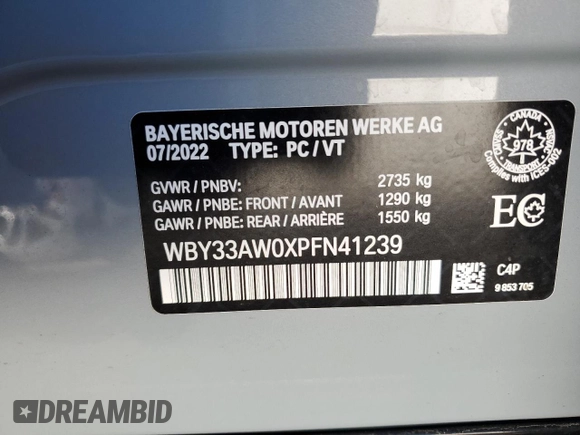 BAYERISCHE MOTOREN WERKE AG
07/2022 TYPE: PC / VT
GVWR / PNBV: 2735 kg
GAWR / PNBE: FRONT / AVANT 1290 kg
GAWR / PNBE: REAR / ARRIÈRE 1550 kg
WBY33AW0XPFN41239
CANADA
978
TRANSPORT
CMVSS
NSVAC
Complies with ICES-002
EC
C4P
9 853 705
DREAMBID